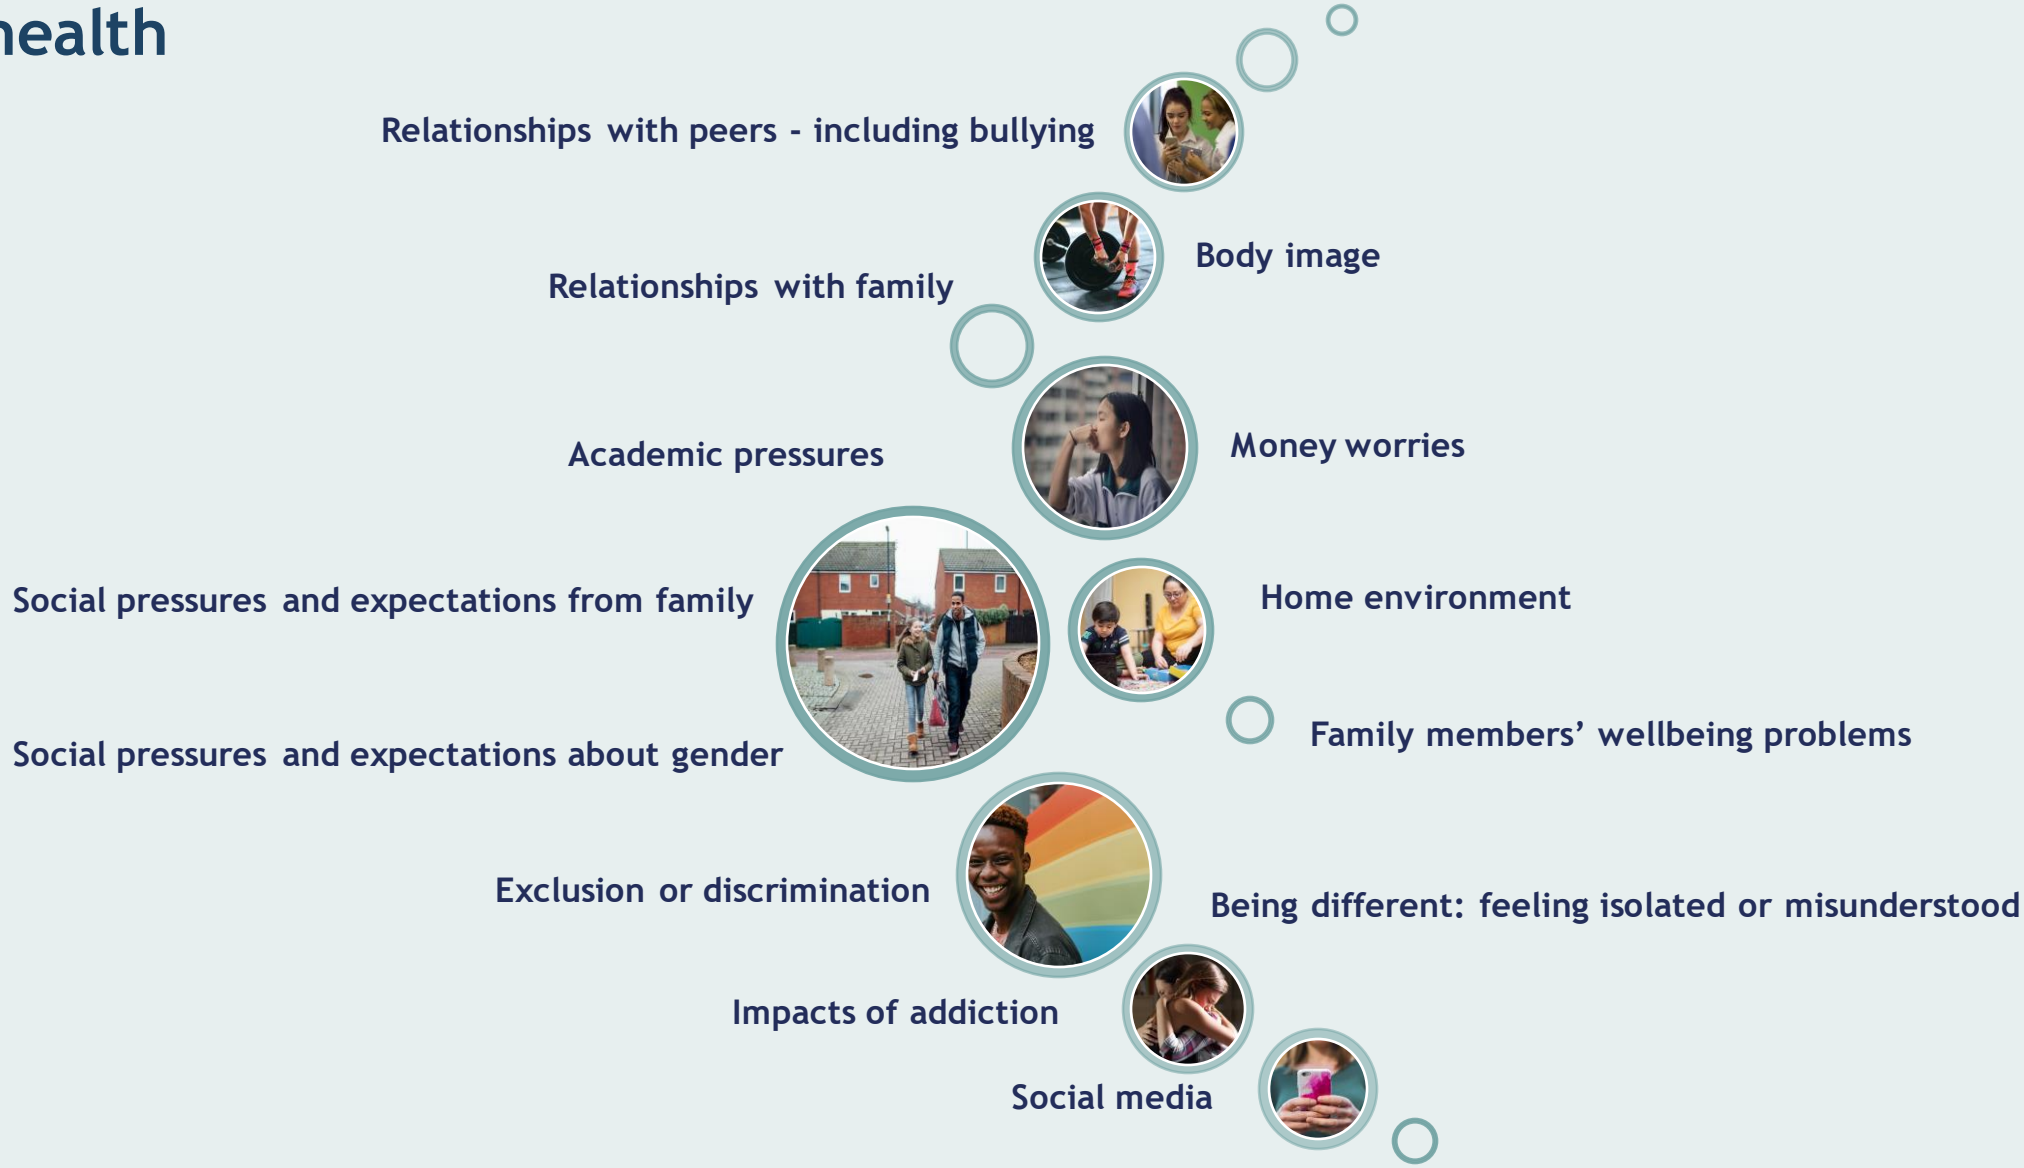 health
Relationships with peers - including bullying
Body image
Relationships with family
Academic pressures
Money worries
Social pressures and expectations from family
Home environment
Family members’ wellbeing problems
Social pressures and expectations about gender
Exclusion or discrimination
Being different: feeling isolated or misunderstood
Impacts of addiction
Social media